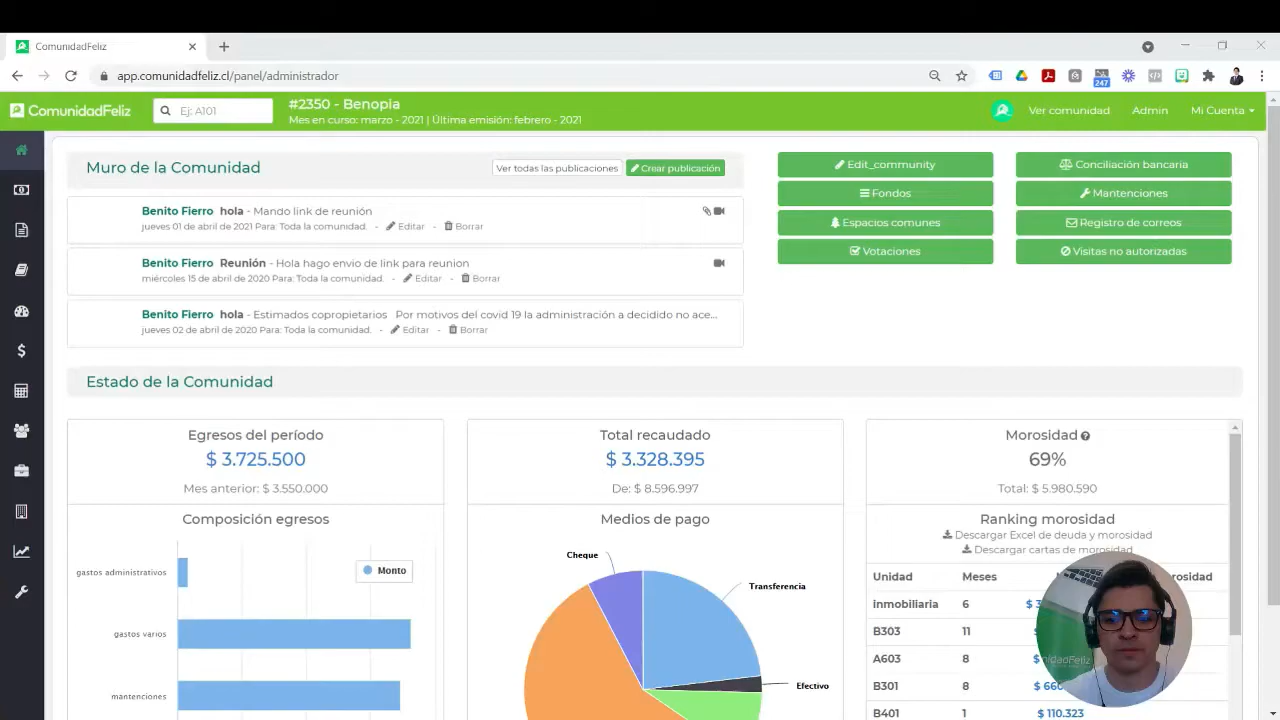 ComunidadFeliz
app.comunidadfeliz.cl/panel/administrador
247
ComunidadFeliz
Ej: A101
#2350 - Benopia
Mes en curso: marzo - 2021 | Última emisión: febrero - 2021
Ver comunidad
Admin
Mi Cuenta
Muro de la Comunidad
Ver todas las publicaciones
Crear publicación
Benito Fierro hola - Mando link de reunión
jueves 01 de abril de 2021 Para: Toda la comunidad. - Editar - Borrar
Benito Fierro Reunión - Hola hago envio de link para reunion
miércoles 15 de abril de 2020 Para: Toda la comunidad. - Editar - Borrar
Benito Fierro hola - Estimados copropietarios Por motivos del covid 19 la administración a decidido no ace...
jueves 02 de abril de 2020 Para: Toda la comunidad. - Editar - Borrar
Edit_community
Conciliación bancaria
Fondos
Mantenciones
Espacios comunes
Registro de correos
Votaciones
Visitas no autorizadas
Estado de la Comunidad
Egresos del período
$ 3.725.500
Mes anterior: $ 3.550.000
Composición egresos
Monto
gastos administrativos
gastos varios
mantenciones
Total recaudado
$ 3.328.395
De: $ 8.596.997
Medios de pago
Cheque
Transferencia
Efectivo
Morosidad
69%
Total: $ 5.980.590
Ranking morosidad
Descargar Excel de deuda y morosidad
Descargar cartas de morosidad
Unidad Meses
inmobiliaria 6
B303 11
A603 8
B301 8
B401 1 $ 110.323